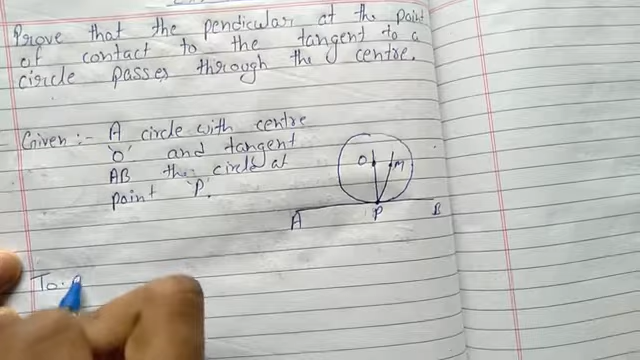 Prove that the pendicular at the point
of contact to the tangent to a
circle passes through the centre.
Given :- A circle with centre
'O' and tangent
AB the circle at
point 'P'.
O M
A P B
To.